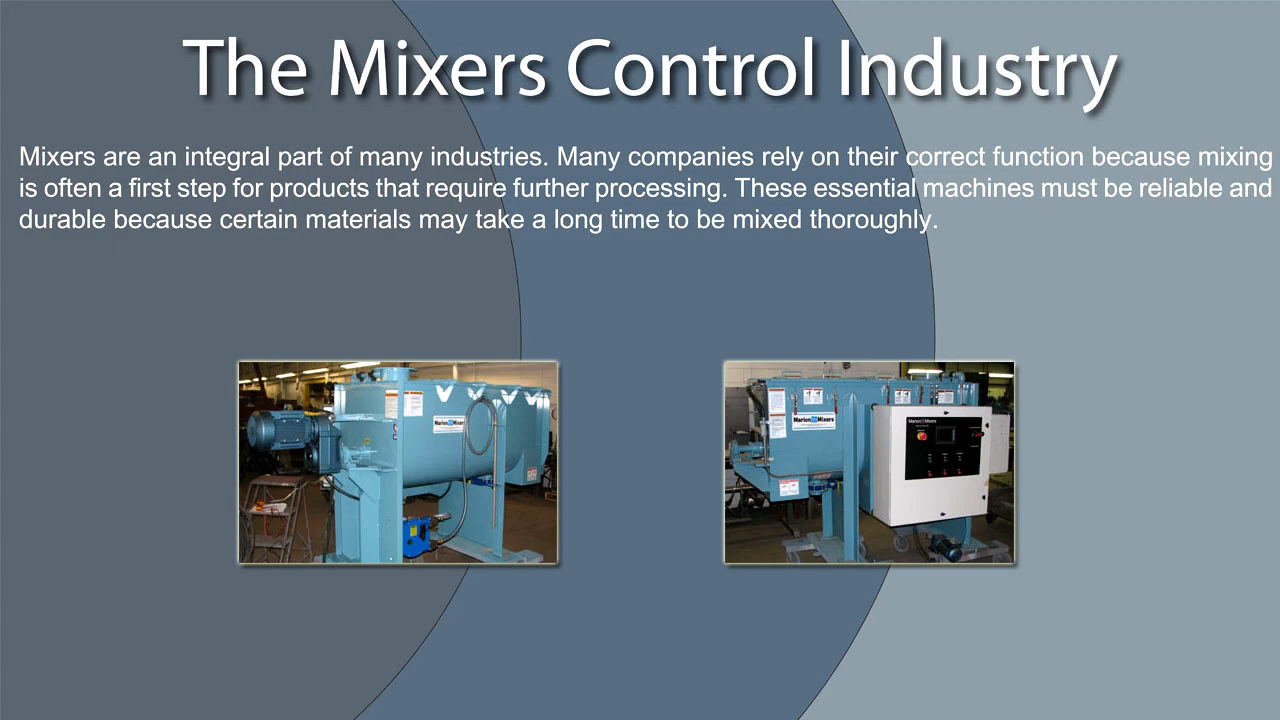 The Mixers Control Industry
Mixers are an integral part of many industries. Many companies rely on their correct function because mixing
is often a first step for products that require further processing. These essential machines must be reliable and
durable because certain materials may take a long time to be mixed thoroughly.
Marion Mixers
Marion Mixers
Marion Mixers